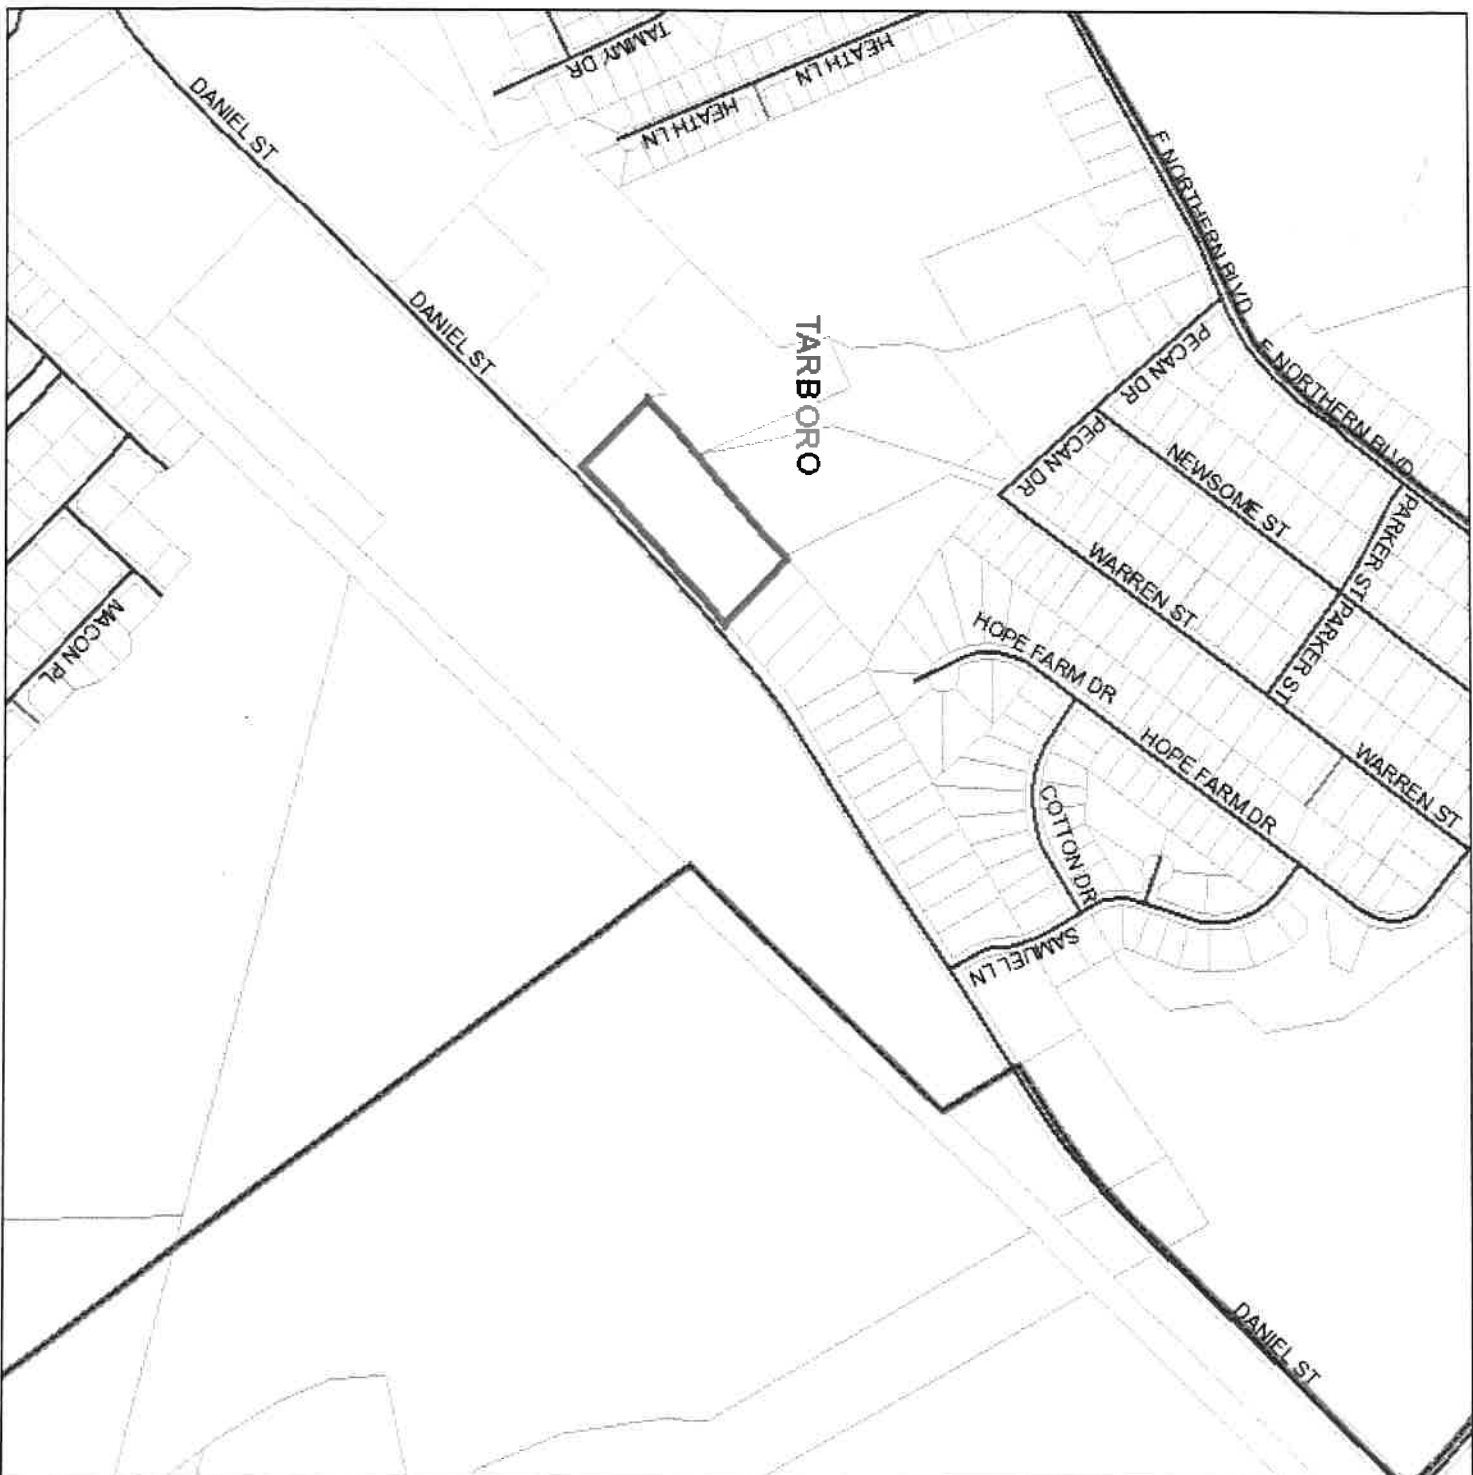 TAMMY DR
HEATH LN
HEATH LN
DANIEL ST
E NORTHERN BLVD
DANIEL ST
TARBORO
PECAN DR
E NORTHERN BLVD
PECAN DR
NEWSOME ST
PARKER ST
WARREN ST
PARKER ST
MACON PL
HOPE FARM DR
HOPE FARM DR
WARREN ST
COTTON DR
SAMUEL LN
DANIEL ST